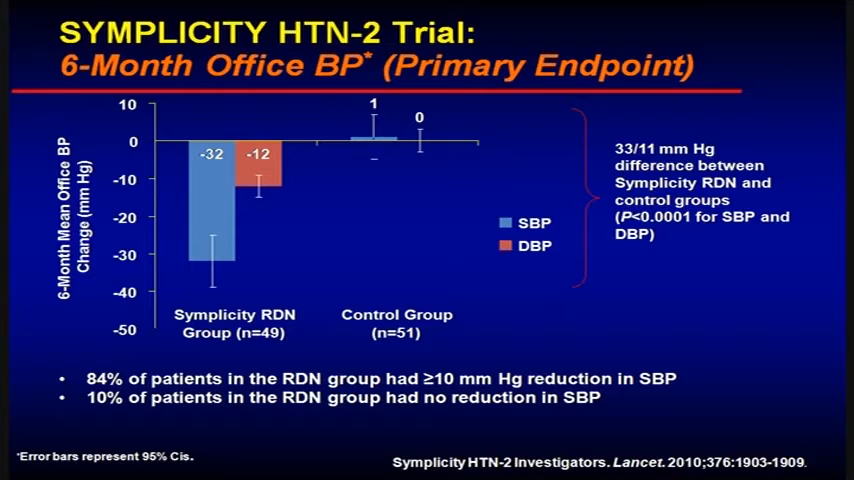 SYMPLICITY HTN-2 Trial:
6-Month Office BP* (Primary Endpoint)
6-Month Mean Office BP
Change (mm Hg)
10
0
-10
-20
-30
-40
-50
-32
-12
1
0
Symplicity RDN
Group (n=49)
Control Group
(n=51)
SBP
DBP
33/11 mm Hg
difference between
Symplicity RDN and
control groups
(P<0.0001 for SBP and
DBP)
• 84% of patients in the RDN group had ≥10 mm Hg reduction in SBP
• 10% of patients in the RDN group had no reduction in SBP
*Error bars represent 95% Cis.
Symplicity HTN-2 Investigators. Lancet. 2010;376:1903-1909.